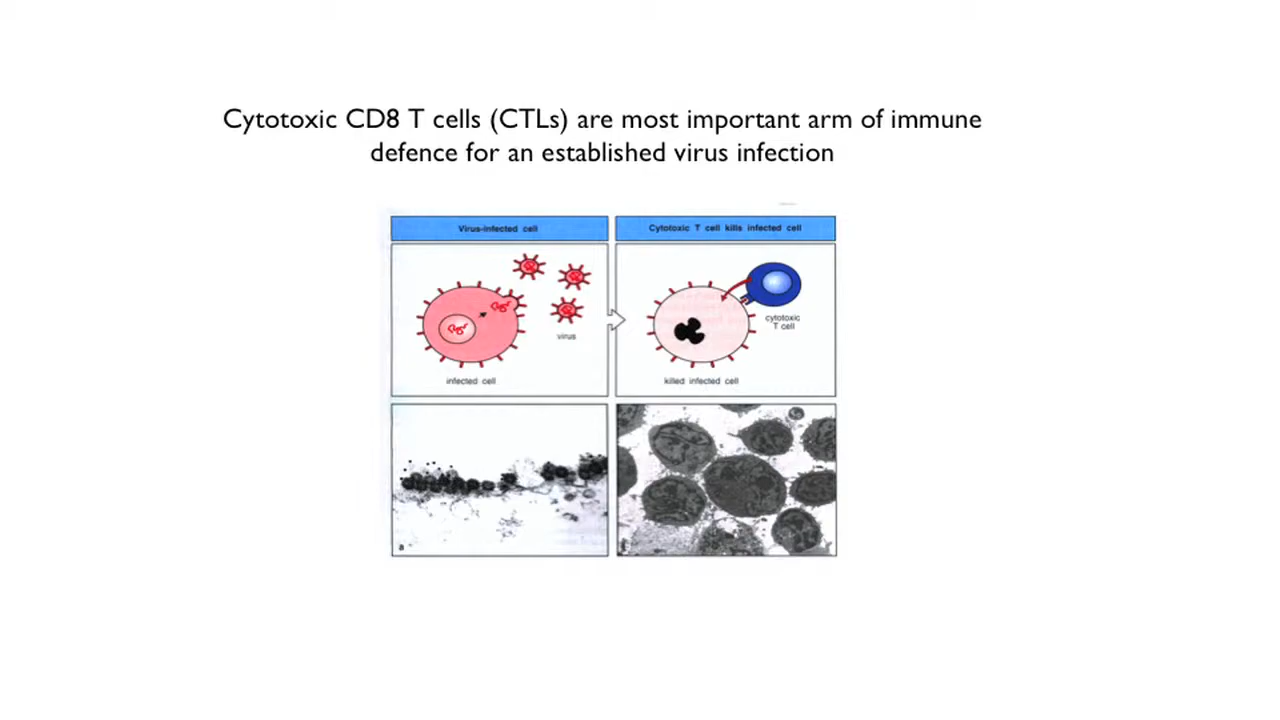 Cytotoxic CD8 T cells (CTLs) are most important arm of immune
defence for an established virus infection
Virus-infected cell
Cytotoxic T cell kills infected cell
virus
infected cell
cytotoxic
T cell
killed infected cell
a